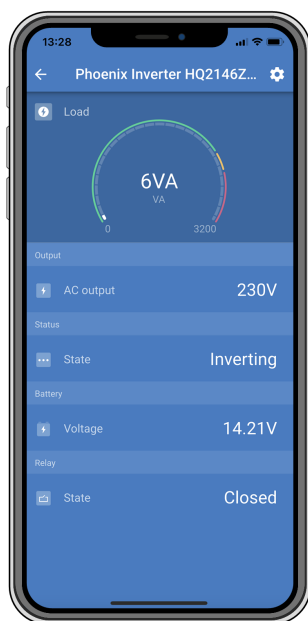 13:28
Phoenix Inverter HQ2146Z...
Load
6VA
VA
0 3200
Output
AC output 230V
Status
State Inverting
Battery
Voltage 14.21V
Relay
State Closed